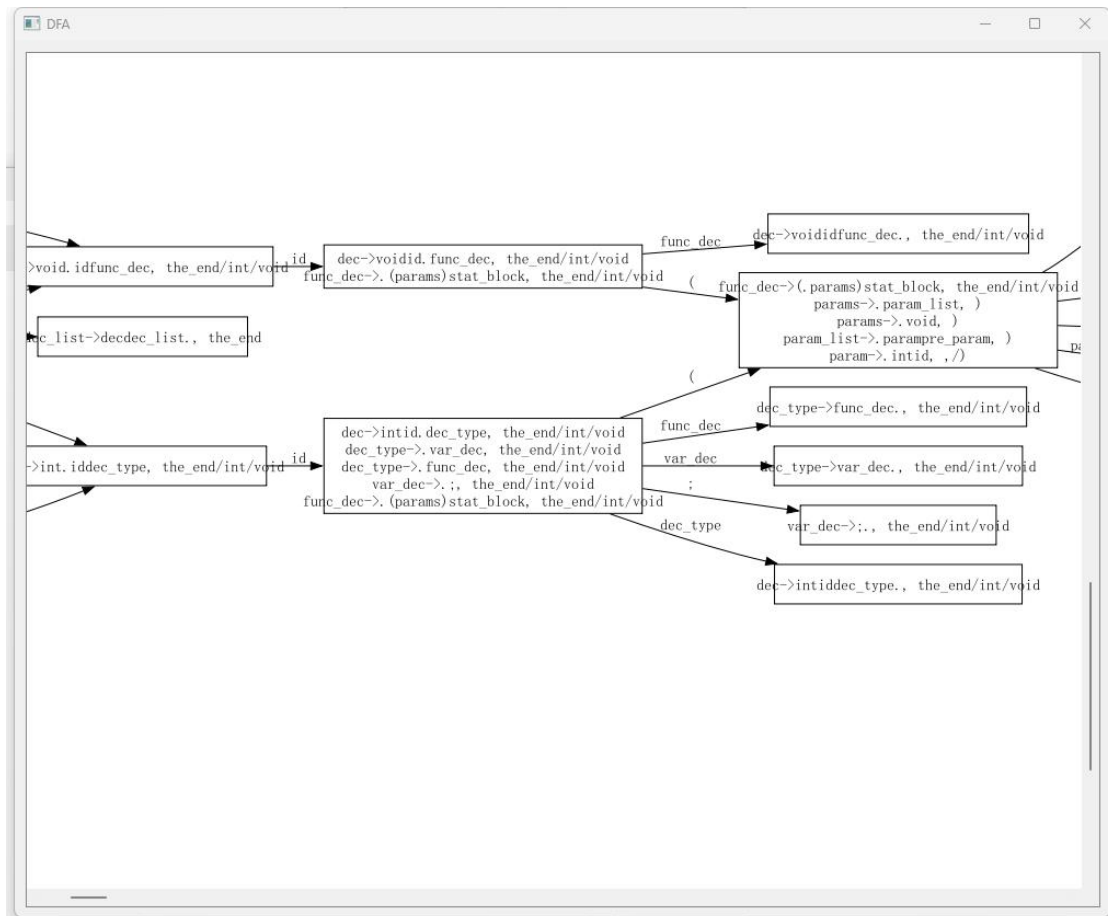 DFA
func_dec
dec->voididfunc_dec., the_end/int/void
>void.idfunc_dec, the_end/int/void
id
dec->voidid.func_dec, the_end/int/void
func_dec->.(params)stat_block, the_end/int/void
(
func_dec->(.params)stat_block, the_end/int/void
params->.param_list, )
params->.void, )
param_list->.parampre_param, )
param->.intid, ,/)
pa
ec_list->decdec_list., the_end
(
dec_type->func_dec., the_end/int/void
func_dec
>int.iddec_type, the_end/int/void
id
dec->intid.dec_type, the_end/int/void
dec_type->.var_dec, the_end/int/void
dec_type->.func_dec, the_end/int/void
var_dec->.;, the_end/int/void
func_dec->.(params)stat_block, the_end/int/void
var_dec
dec_type->var_dec., the_end/int/void
;
var_dec->;., the_end/int/void
dec_type
dec->intiddec_type., the_end/int/void